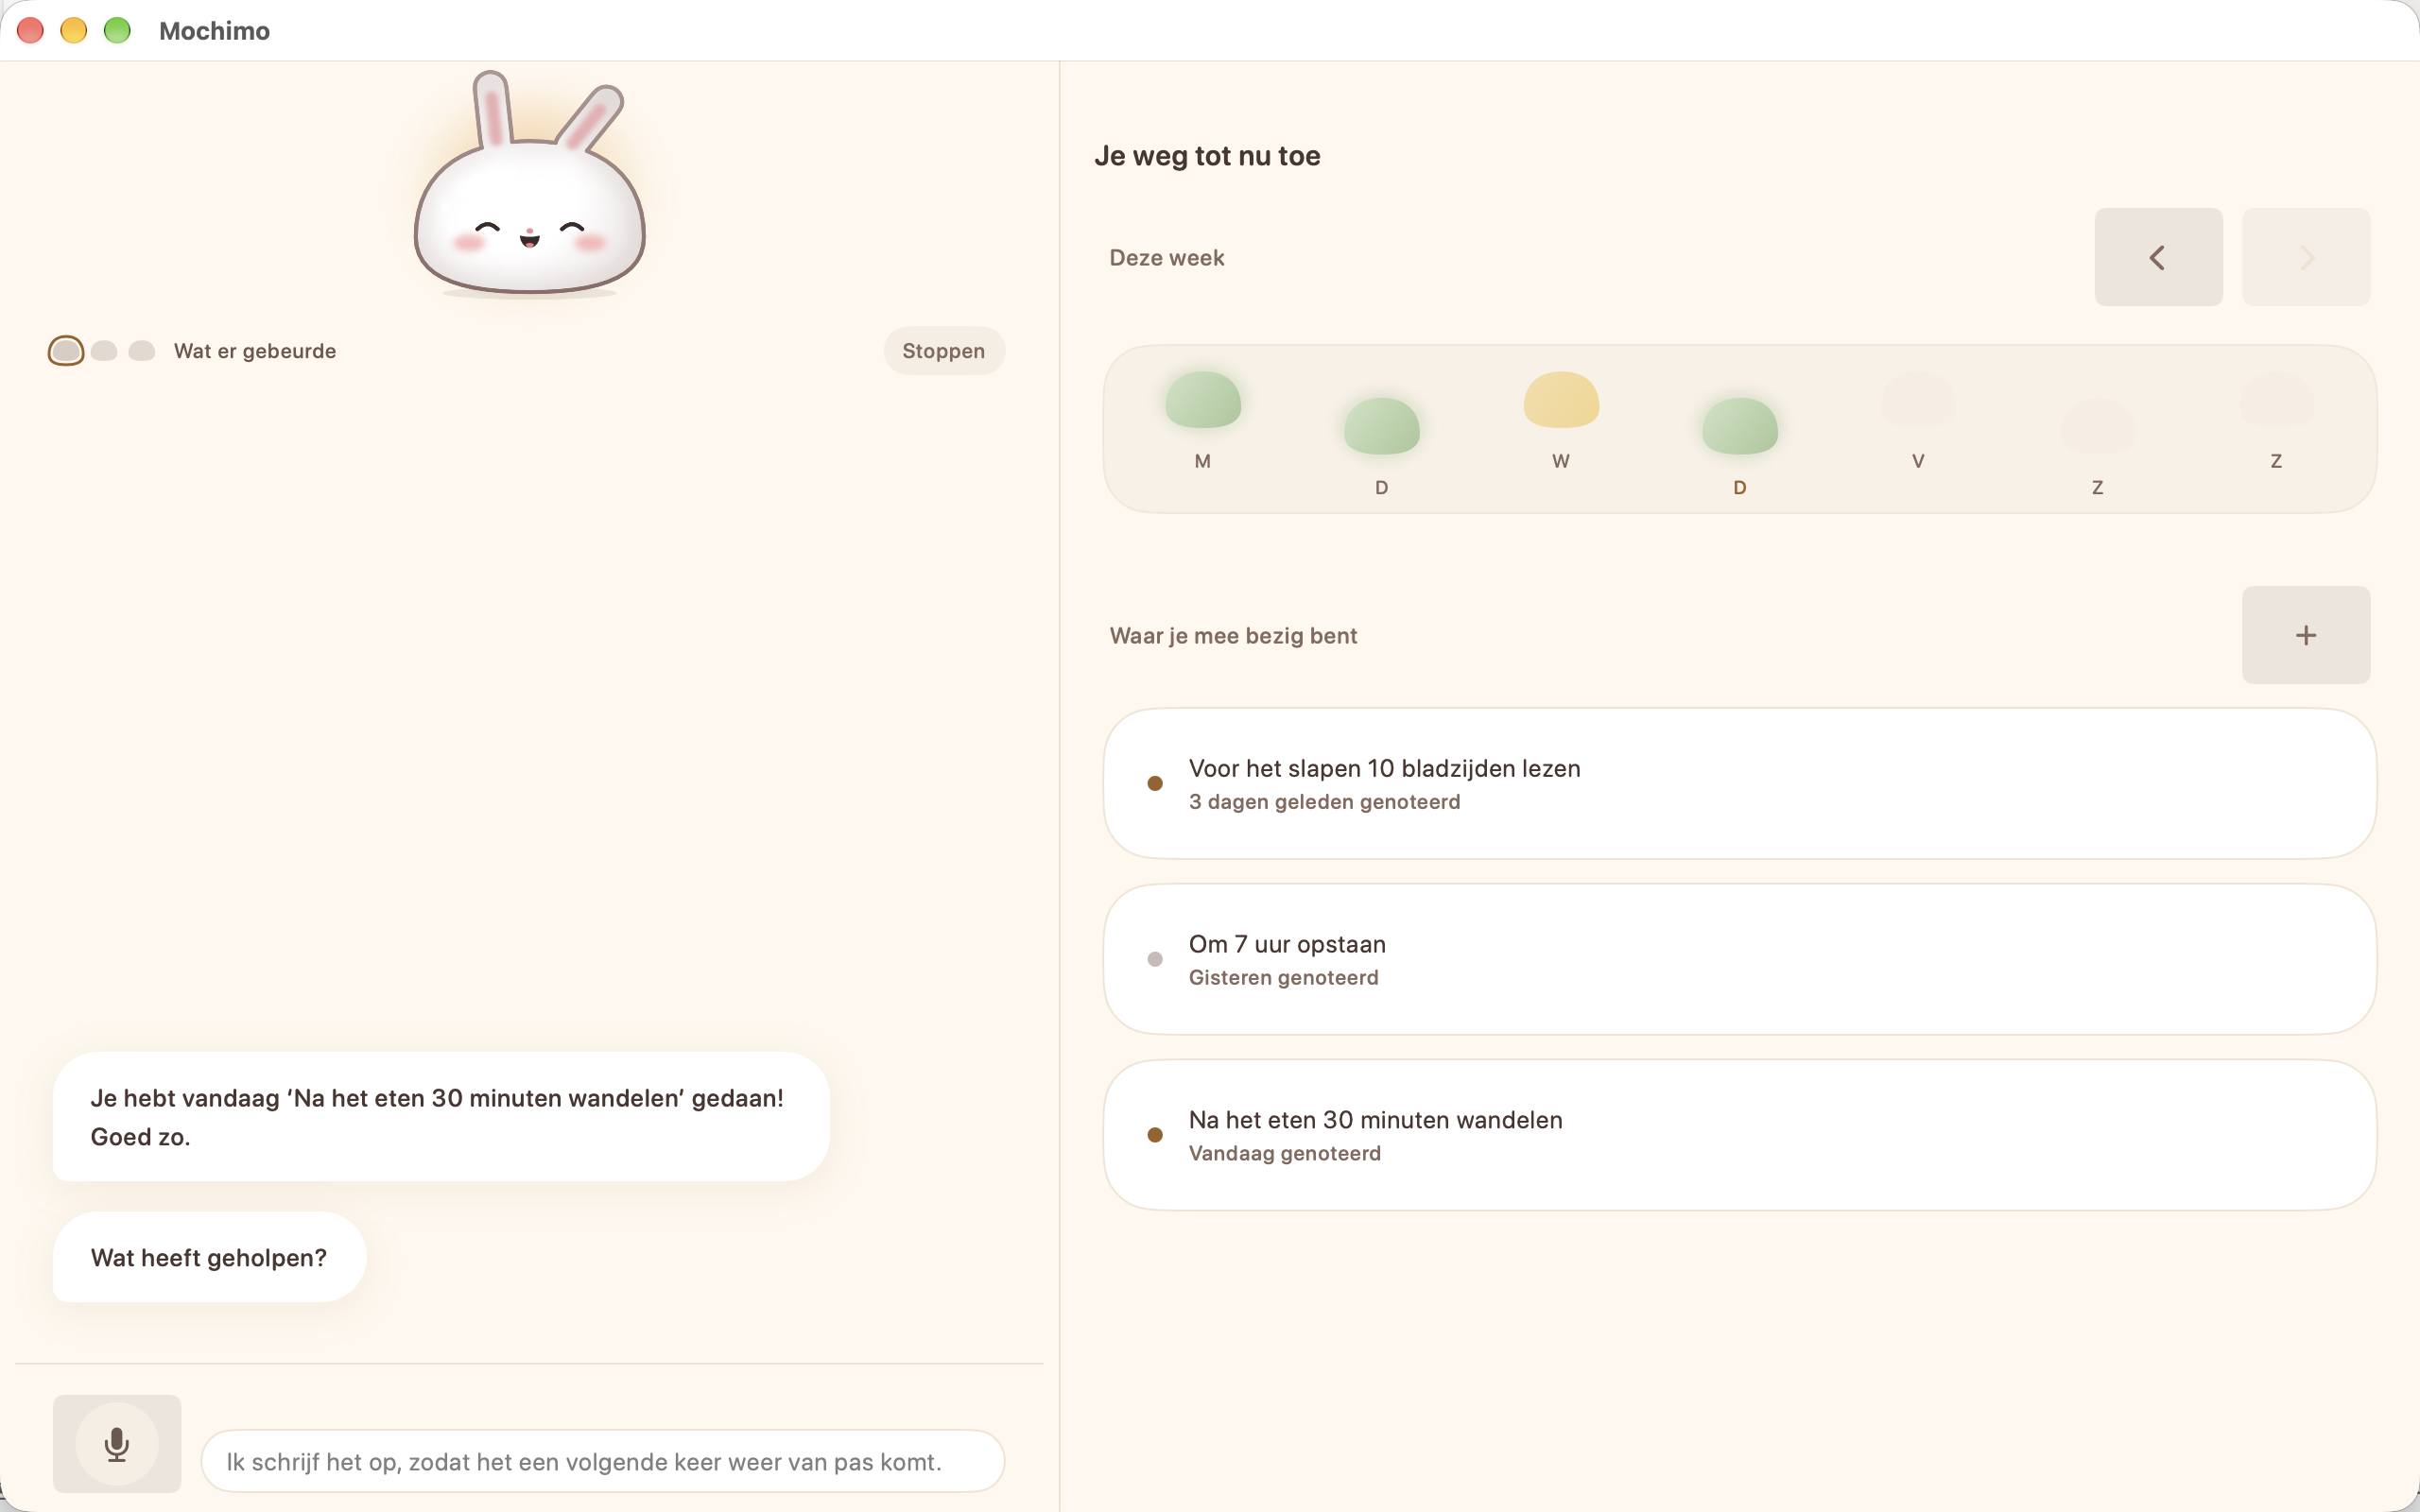 Mochimo
Wat er gebeurde
Stoppen
Je hebt vandaag ‘Na het eten 30 minuten wandelen’ gedaan!
Goed zo.
Wat heeft geholpen?
Ik schrijf het op, zodat het een volgende keer weer van pas komt.
Je weg tot nu toe
Deze week
M
D
W
D
V
Z
Z
Waar je mee bezig bent
Voor het slapen 10 bladzijden lezen
3 dagen geleden genoteerd
Om 7 uur opstaan
Gisteren genoteerd
Na het eten 30 minuten wandelen
Vandaag genoteerd